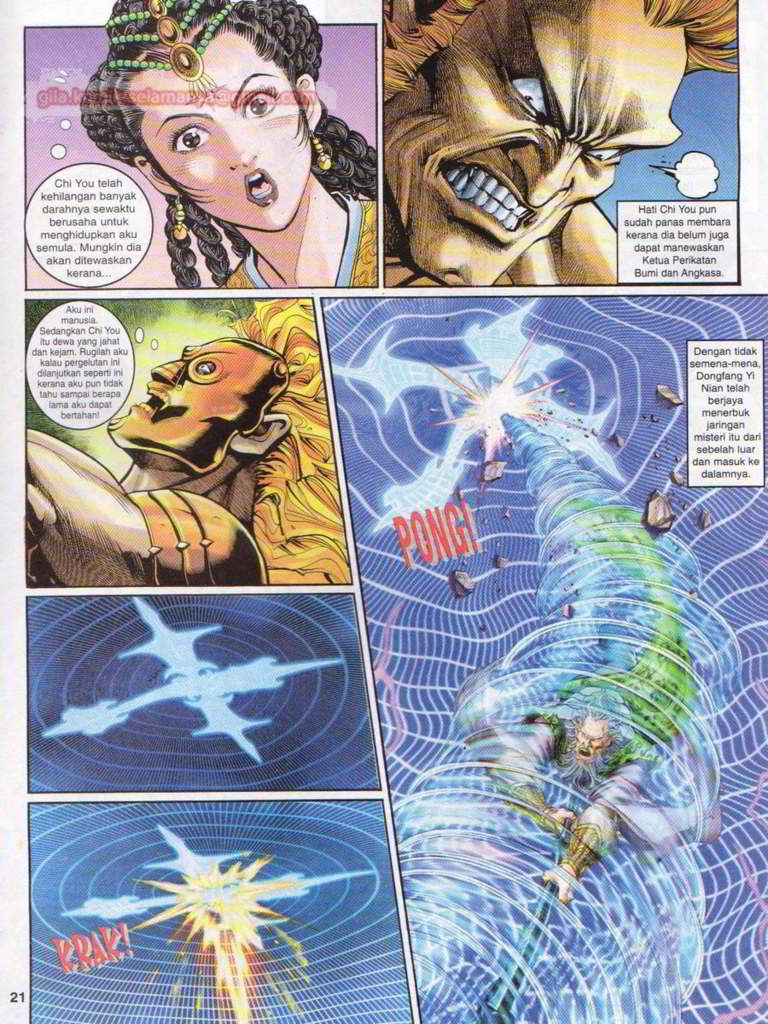 Chi You telah
kehilangan banyak
darahnya sewaktu
berusaha untuk
menghidupkan aku
semula. Mungkin dia
akan ditewaskan
kerana...
Hati Chi You pun
sudah panas membara
kerana dia belum juga
dapat manewaskan
Ketua Perikatan
Bumi dan Angkasa.
Aku ini
manusia.
Sedangkan Chi You
itu dewa yang jahat
dan kejam. Rugilah aku
kalau pergelutan ini
dilanjutkan seperti ini
kerana aku pun tidak
tahu sampai berapa
lama aku dapat
bertahan!
Dengan tidak
semena-mena,
Dongfang Yi
Nian telah
berjaya
menerbuk
jaringan
misteri itu dari
sebelah luar
dan masuk ke
dalamnya.
PONG!
KRAK!
21